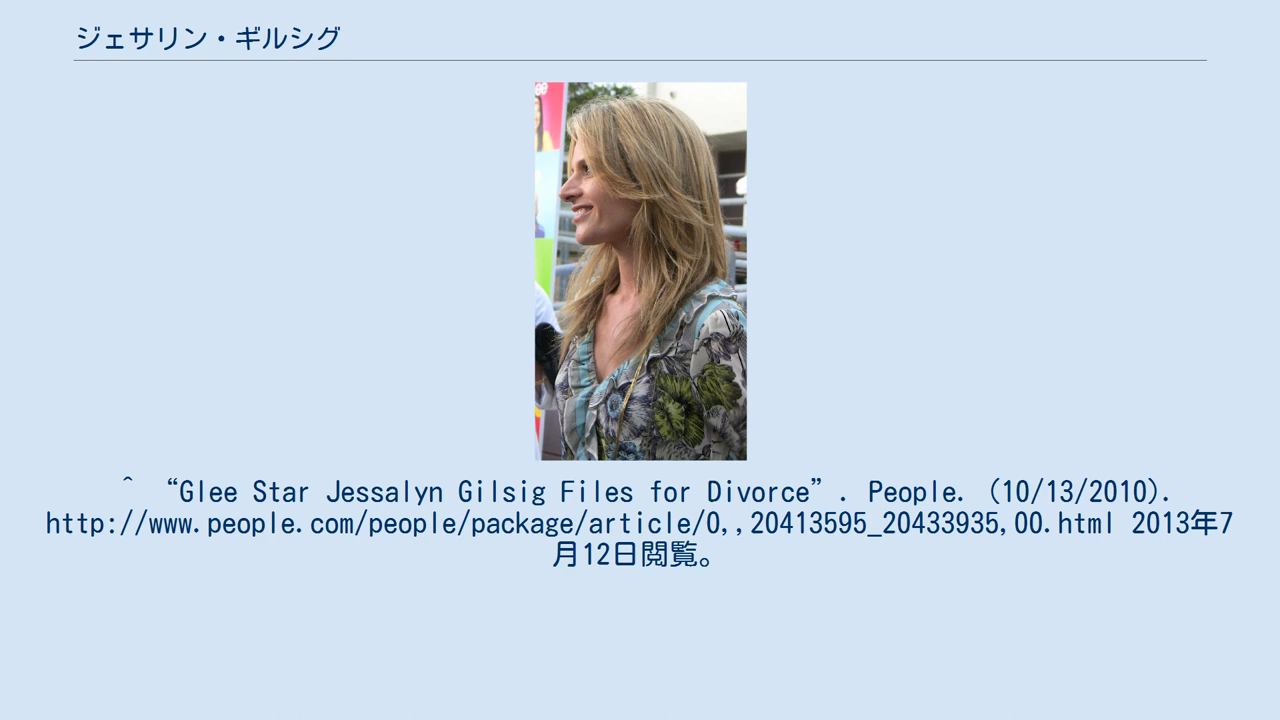 ジェサリン・ギルシグ
^ “Glee Star Jessalyn Gilsig Files for Divorce”. People. (10/13/2010).
http://www.people.com/people/package/article/0,,20413595_20433935,00.html 2013年7
月12日閲覧。